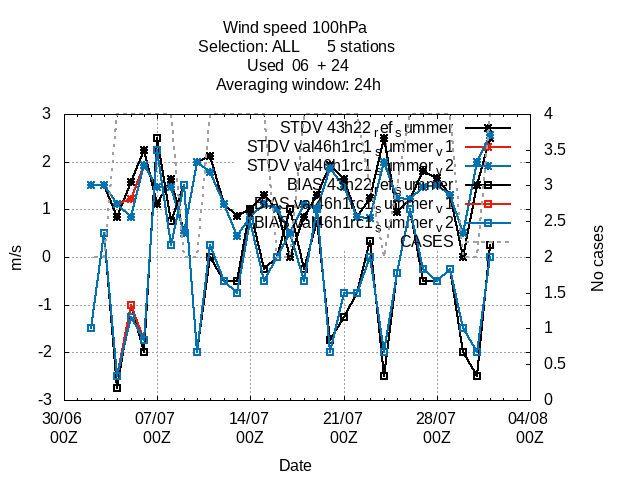 Wind speed 100hPa
Selection: ALL 5 stations
Used 06 + 24
Averaging window: 24h
STDV 43h22_ref_summer
STDV val46h1rc1_summer_v1
STDV val46h1rc1_summer_v2
BIAS 43h22_ref_summer
BIAS val46h1rc1_summer_v1
BIAS val46h1rc1_summer_v2
CASES
3
2
1
0
-1
-2
-3
m/s
4
3.5
3
2.5
2
1.5
1
0.5
0
No cases
30/06 07/07 14/07 21/07 28/07 04/08
00Z 00Z 00Z 00Z 00Z 00Z
Date